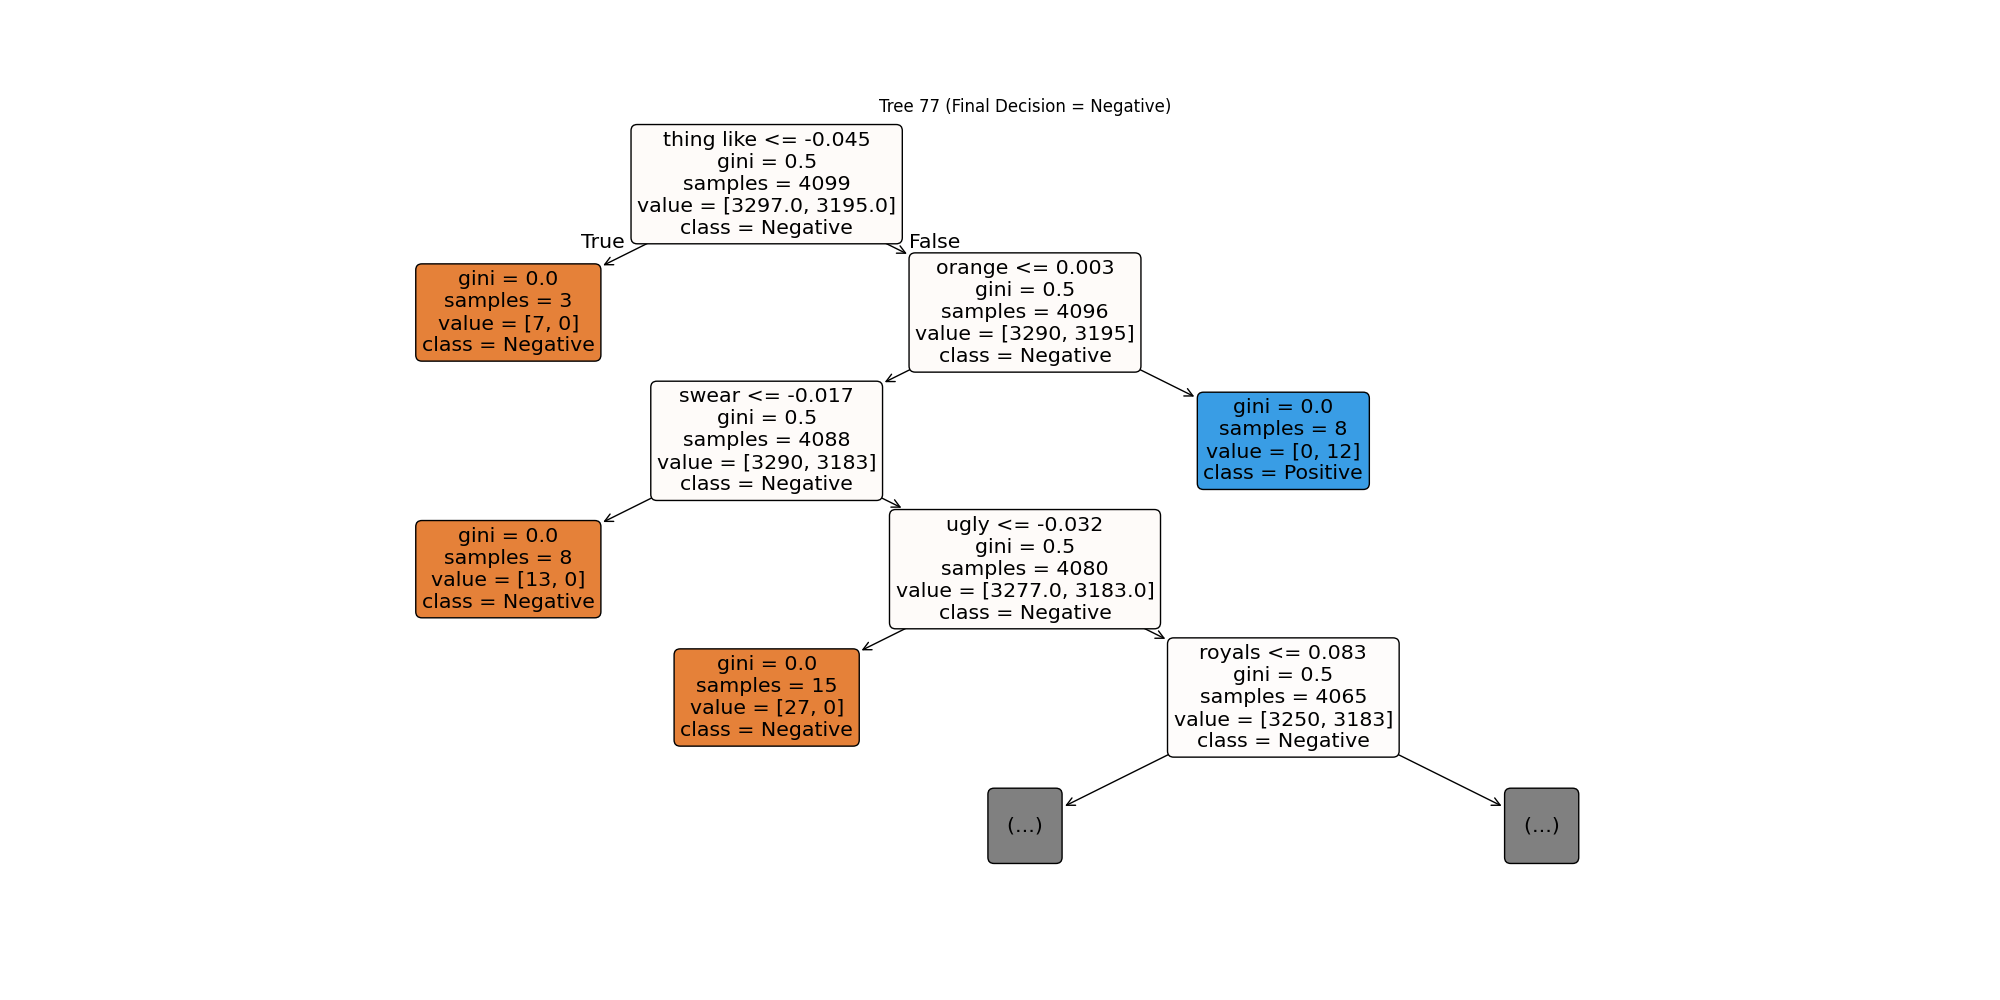 Tree 77 (Final Decision = Negative)
thing like <= -0.045
gini = 0.5
samples = 4099
value = [3297.0, 3195.0]
class = Negative
True
False
gini = 0.0
samples = 3
value = [7, 0]
class = Negative
orange <= 0.003
gini = 0.5
samples = 4096
value = [3290, 3195]
class = Negative
swear <= -0.017
gini = 0.5
samples = 4088
value = [3290, 3183]
class = Negative
gini = 0.0
samples = 8
value = [0, 12]
class = Positive
gini = 0.0
samples = 8
value = [13, 0]
class = Negative
ugly <= -0.032
gini = 0.5
samples = 4080
value = [3277.0, 3183.0]
class = Negative
gini = 0.0
samples = 15
value = [27, 0]
class = Negative
royals <= 0.083
gini = 0.5
samples = 4065
value = [3250, 3183]
class = Negative
(...)
(...)